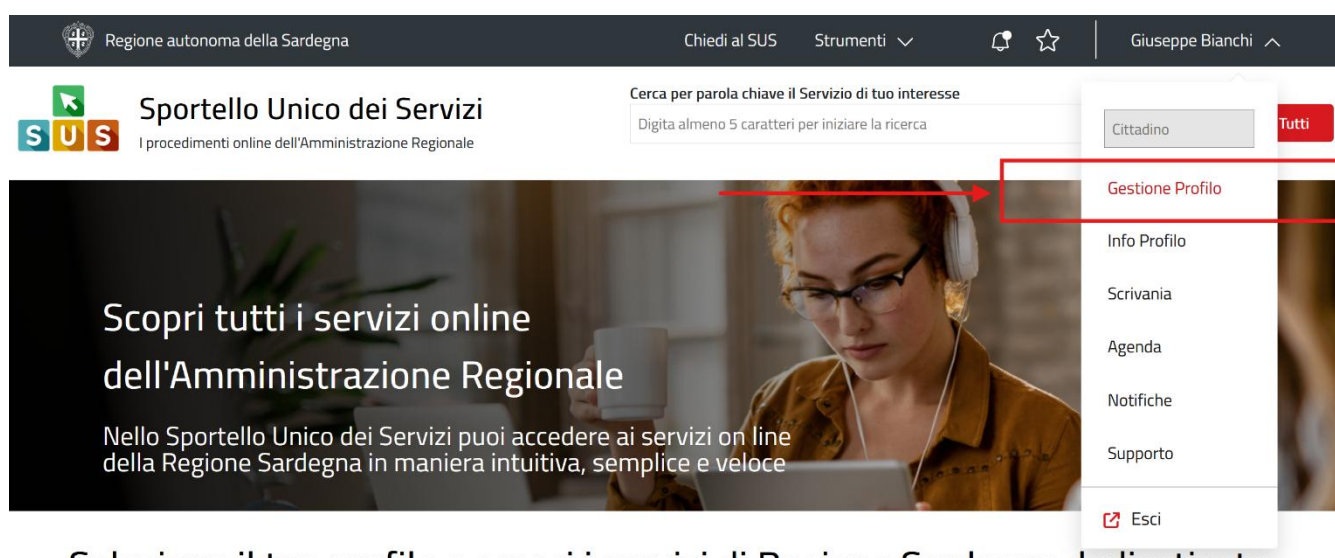 Regione autonoma della Sardegna
Chiedi al SUS
Strumenti
Giuseppe Bianchi
SUS
Sportello Unico dei Servizi
I procedimenti online dell'Amministrazione Regionale
Cerca per parola chiave il Servizio di tuo interesse
Digita almeno 5 caratteri per iniziare la ricerca
Tutti
Cittadino
Gestione Profilo
Info Profilo
Scrivania
Agenda
Notifiche
Supporto
Esci
Scopri tutti i servizi online
dell'Amministrazione Regionale
Nello Sportello Unico dei Servizi puoi accedere ai servizi on line
della Regione Sardegna in maniera intuitiva, semplice e veloce